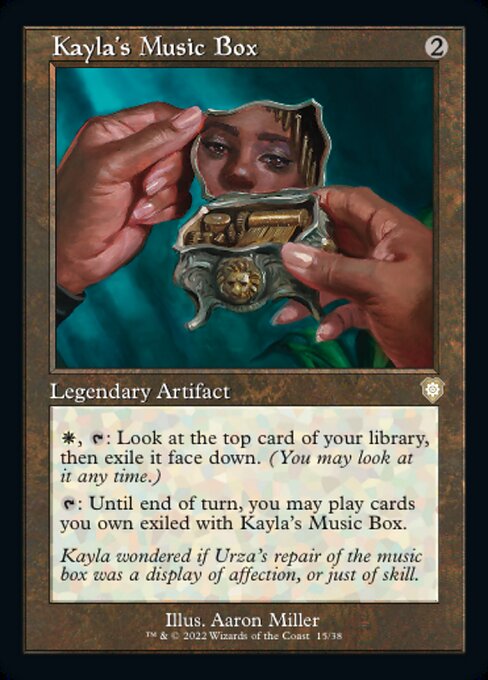 Kayla's Music Box 2
Legendary Artifact
, : Look at the top card of your library,
then exile it face down. (You may look at
it any time.)
: Until end of turn, you may play cards
you own exiled with Kayla's Music Box.
Kayla wondered if Urza's repair of the music
box was a display of affection, or just of skill.
Illus. Aaron Miller
™ & © 2022 Wizards of the Coast 15/38